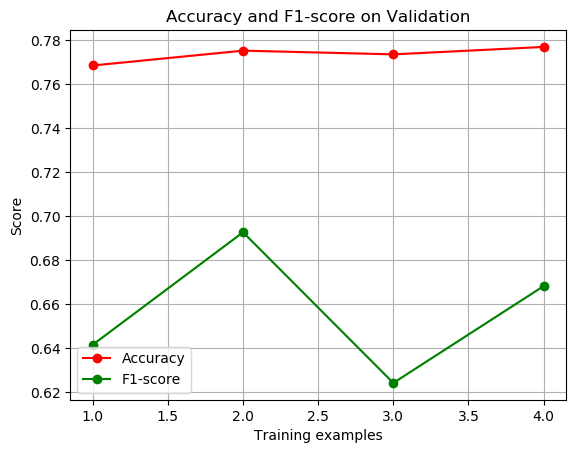 Accuracy and F1-score on Validation
0.78
0.76
0.74
0.72
0.70
0.68
0.66
0.64
0.62
Score
Accuracy
F1-score
1.0 1.5 2.0 2.5 3.0 3.5 4.0
Training examples